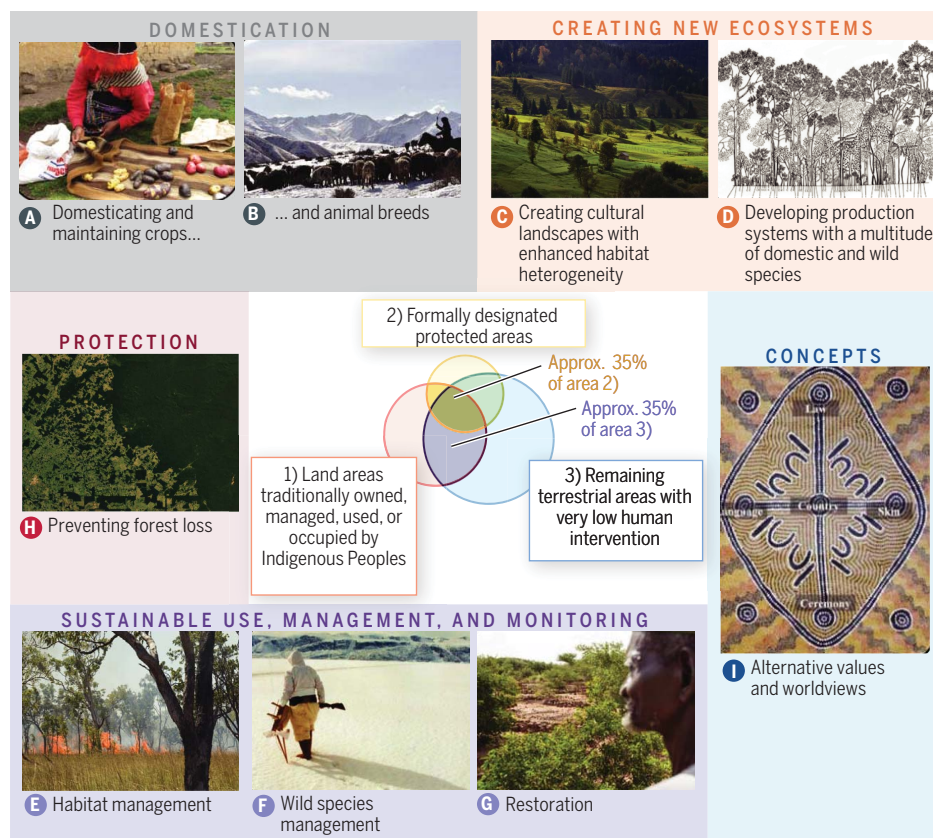 DOMESTICATION
A Domesticating and
maintaining crops...
B ... and animal breeds
CREATING NEW ECOSYSTEMS
C Creating cultural
landscapes with
enhanced habitat
heterogeneity
D Developing production
systems with a multitude
of domestic and wild
species
PROTECTION
H Preventing forest loss
2) Formally designated
protected areas
Approx. 35%
of area 2)
Approx. 35%
of area 3)
1) Land areas
traditionally owned,
managed, used, or
occupied by
Indigenous Peoples
3) Remaining
terrestrial areas with
very low human
intervention
CONCEPTS
Law
anguage Country Skin
Ceremony
I Alternative values
and worldviews
SUSTAINABLE USE, MANAGEMENT, AND MONITORING
E Habitat management
F Wild species
management
G Restoration